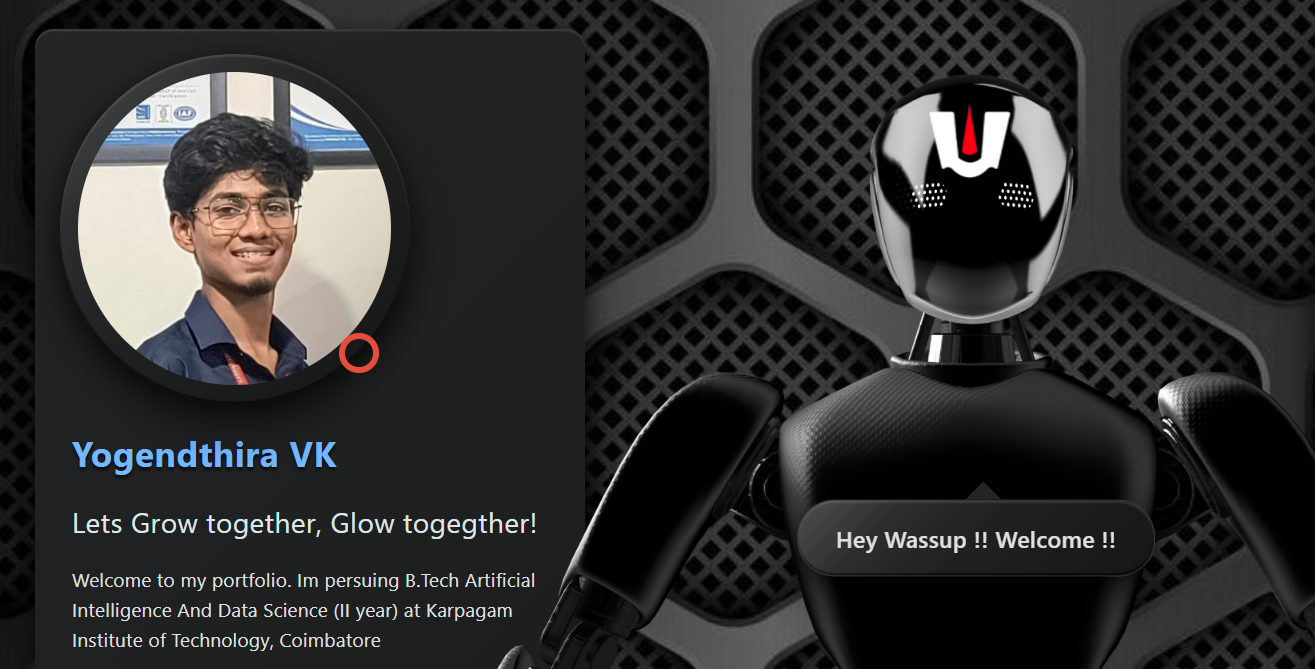 IAF
Yogendthira VK
Lets Grow together, Glow togegther!
Welcome to my portfolio. Im persuing B.Tech Artificial
Intelligence And Data Science (II year) at Karpagam
Institute of Technology, Coimbatore
Hey Wassup !! Welcome !!